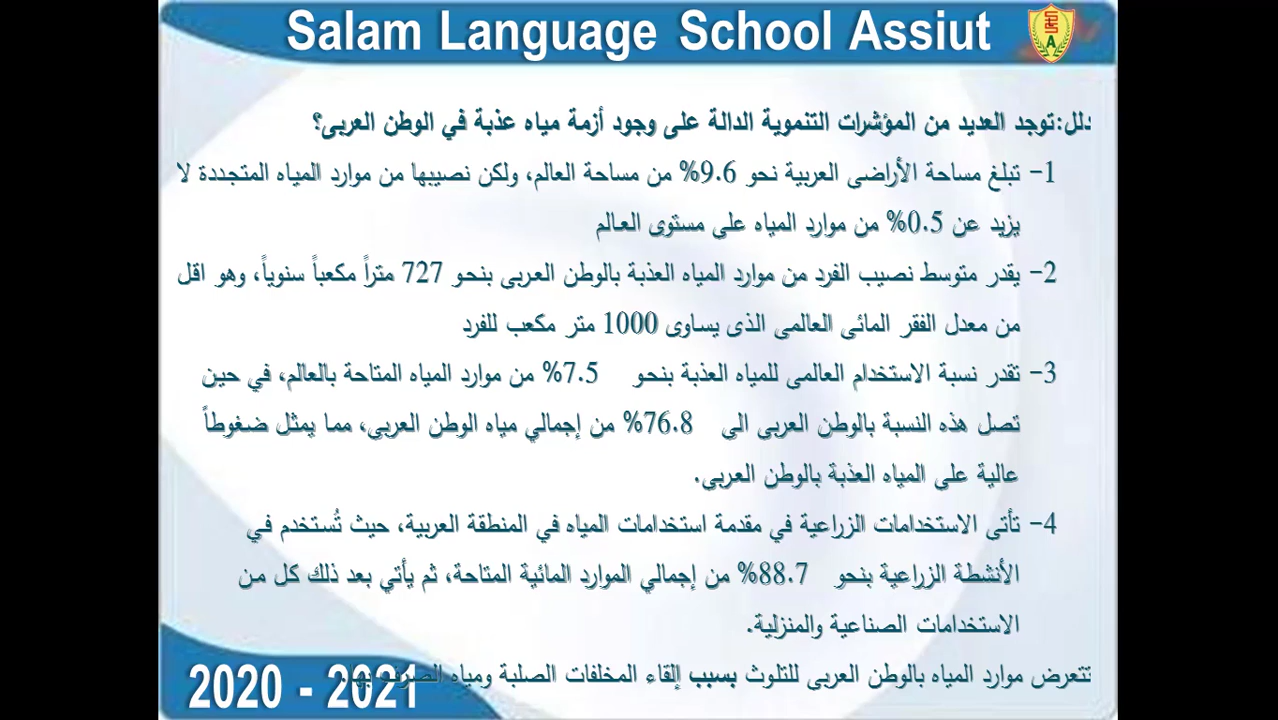 Salam Language School Assiut
دلل: توجد العديد من المؤشرات التنموية الدالة على وجود أزمة مياه عذبة في الوطن العربى؟
1- تبلغ مساحة الأراضى العربية نحو 9.6% من مساحة العالم، ولكن نصيبها من موارد المياه المتجددة لا
يزيد عن 0.5% من موارد المياه على مستوى العالم
2- يقدر متوسط نصيب الفرد من موارد المياه العذبة بالوطن العربى بنحو 727 متراً مكعباً سنوياً، وهو اقل
من معدل الفقر المائى العالمى الذى يساوى 1000 متر مكعب للفرد
3- تقدر نسبة الاستخدام العالمى للمياه العذبة بنحو 7.5% من موارد المياه المتاحة بالعالم، في حين
تصل هذه النسبة بالوطن العربى الى 76.8% من إجمالي مياه الوطن العربى، مما يمثل ضغوطاً
عالية على المياه العذبة بالوطن العربى.
4- تأتى الاستخدامات الزراعية في مقدمة استخدامات المياه في المنطقة العربية، حيث تُستخدم في
الأنشطة الزراعية بنحو 88.7% من إجمالي الموارد المائية المتاحة، ثم يأتي بعد ذلك كل من
الاستخدامات الصناعية والمنزلية.
تتعرض موارد المياه بالوطن العربى للتلوث بسبب إلقاء المخلفات الصلبة ومياه الصرف بها.
2020 - 2021